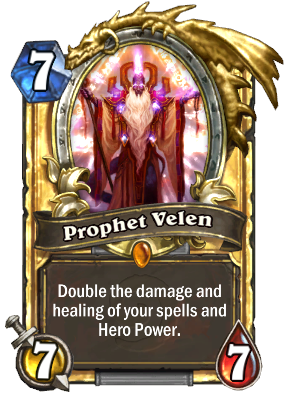 7
Prophet Velen
Double the damage and
healing of your spells and
Hero Power.
7
7